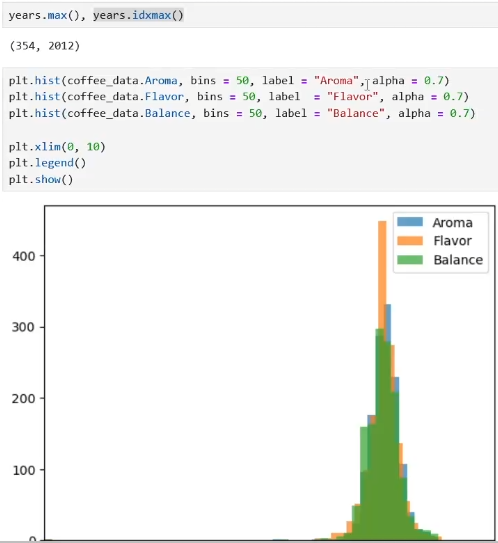 years.max(), years.idxmax()
(354, 2012)
plt.hist(coffee_data.Aroma, bins = 50, label = "Aroma", alpha = 0.7)
plt.hist(coffee_data.Flavor, bins = 50, label  = "Flavor", alpha = 0.7)
plt.hist(coffee_data.Balance, bins = 50, label = "Balance", alpha = 0.7)
plt.xlim(0, 10)
plt.legend()
plt.show()
Aroma
Flavor
Balance
400
300
200
100
0